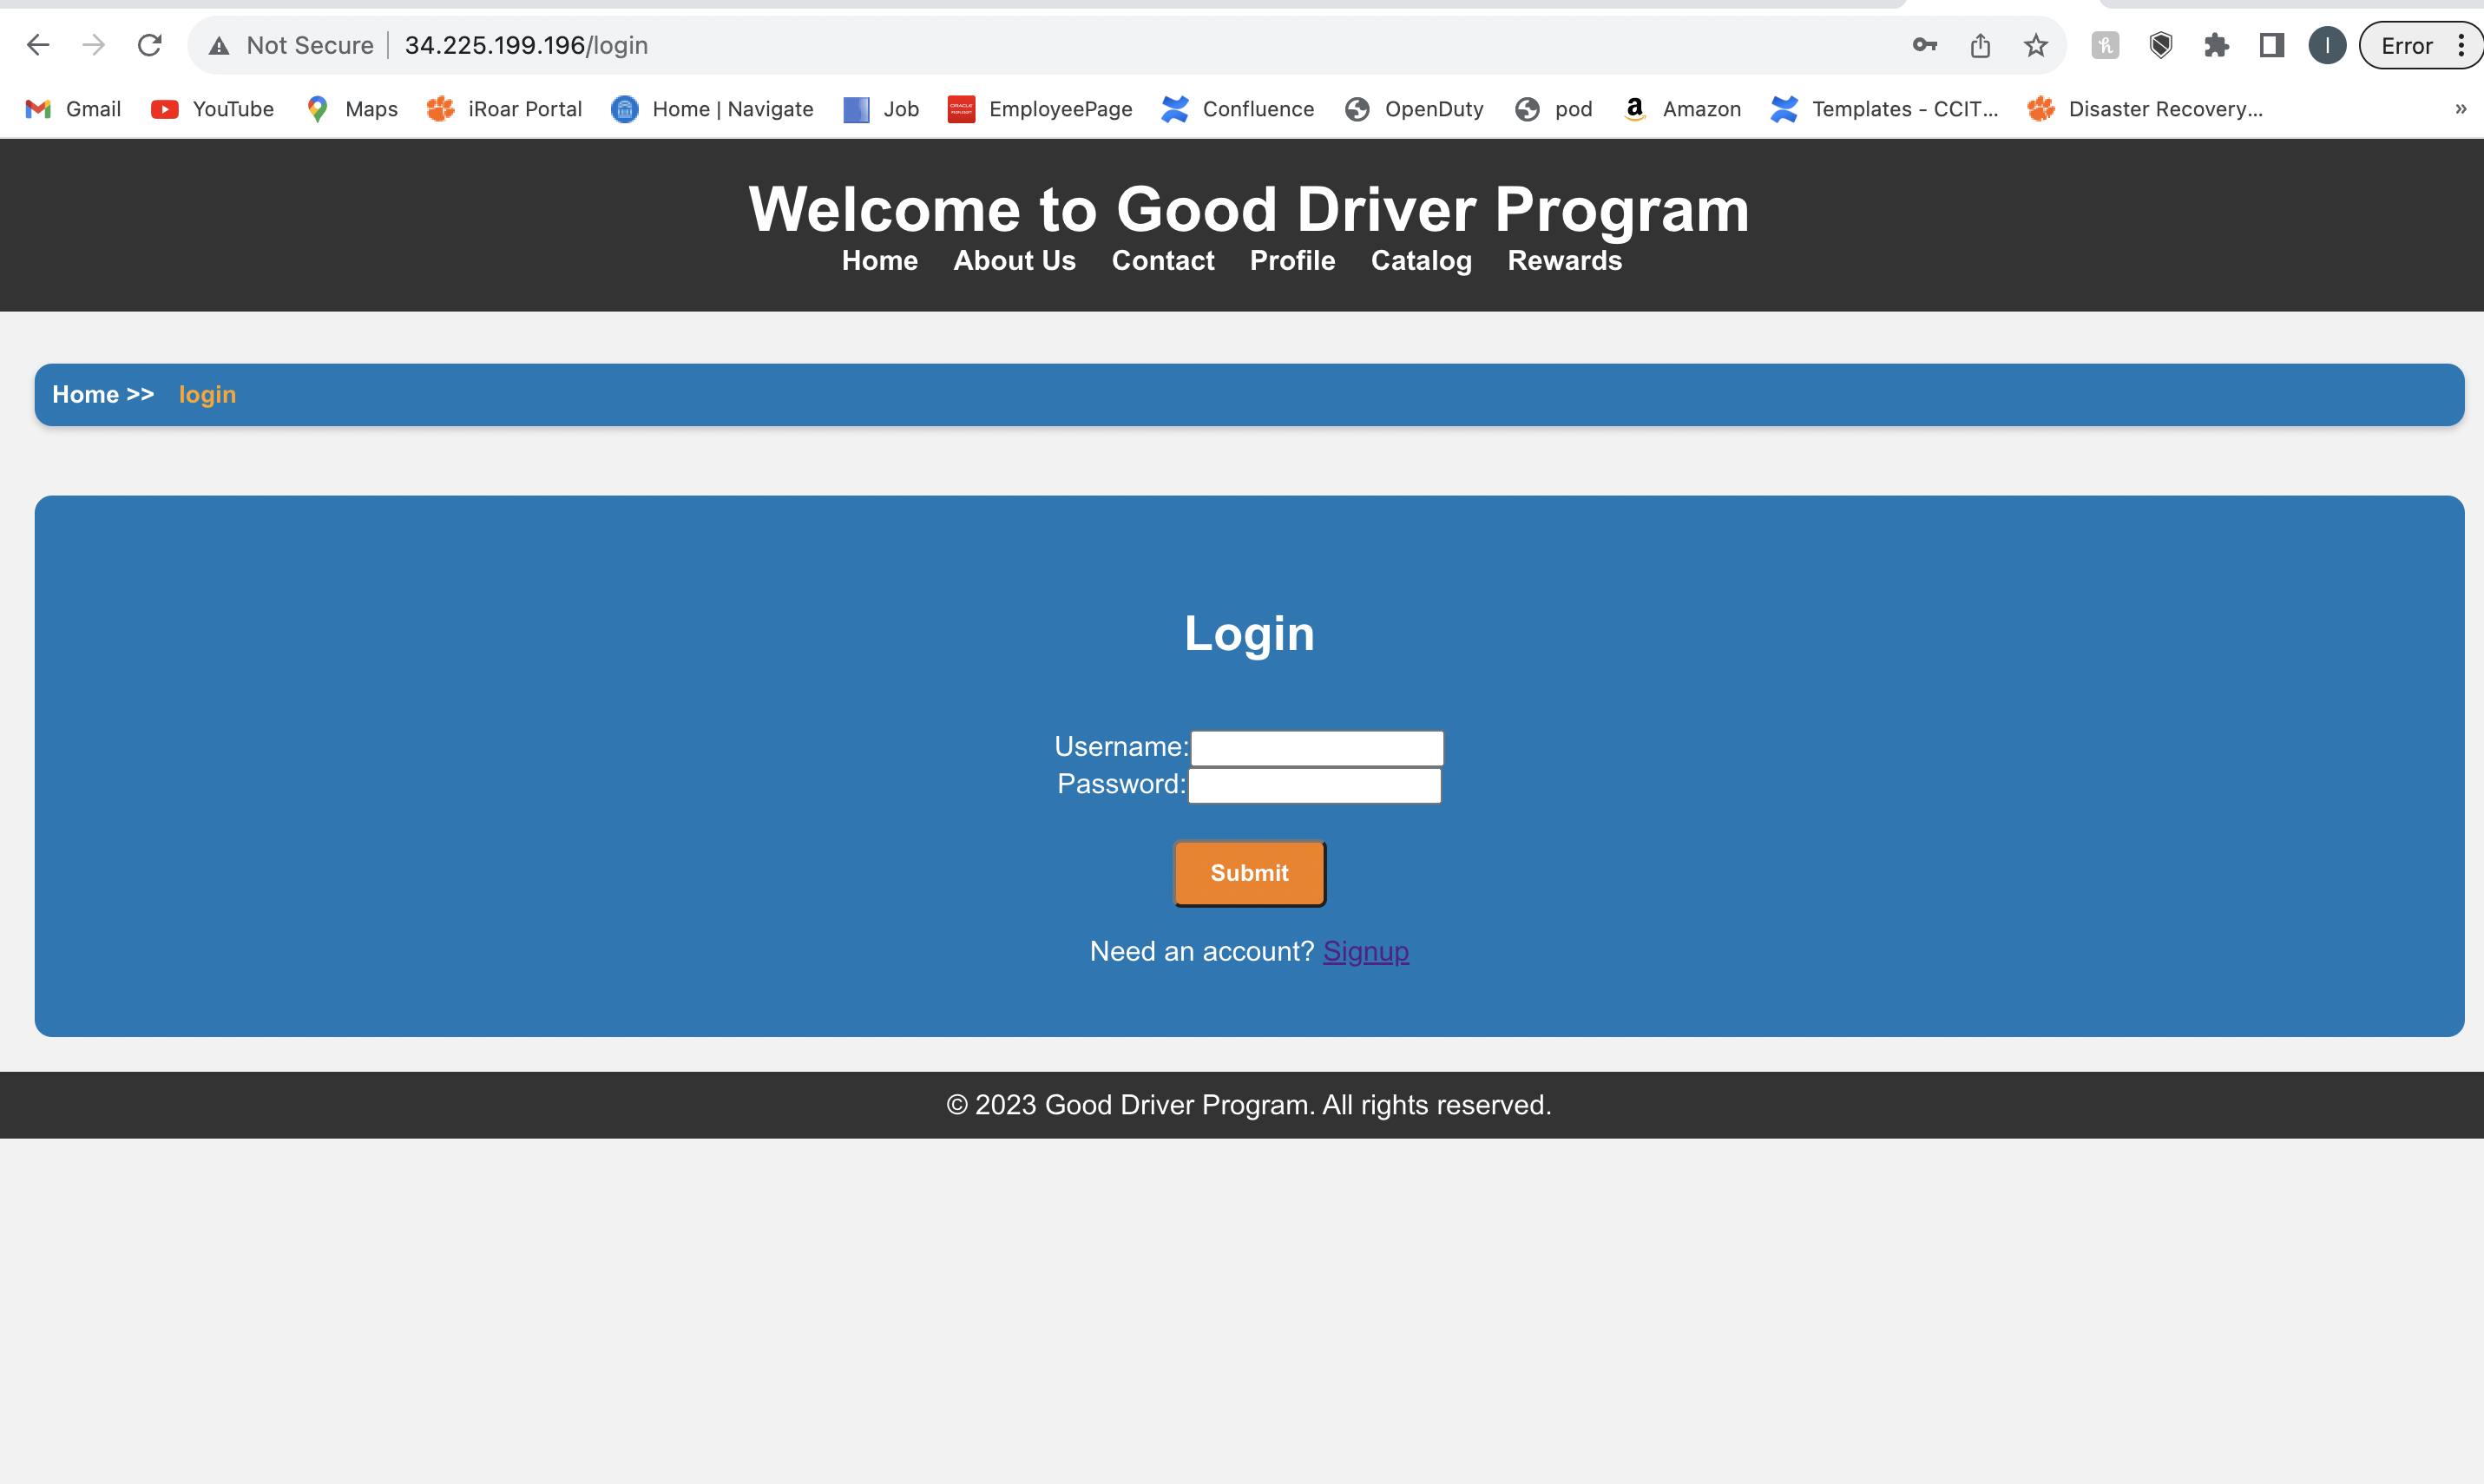 Not Secure | 34.225.199.196/login
Error
Gmail YouTube Maps iRoar Portal Home | Navigate Job EmployeePage Confluence OpenDuty pod Amazon Templates - CCIT... Disaster Recovery... »
Welcome to Good Driver Program
Home About Us Contact Profile Catalog Rewards
Home >> login
Login
Username:
Password:
Submit
Need an account? Signup
© 2023 Good Driver Program. All rights reserved.